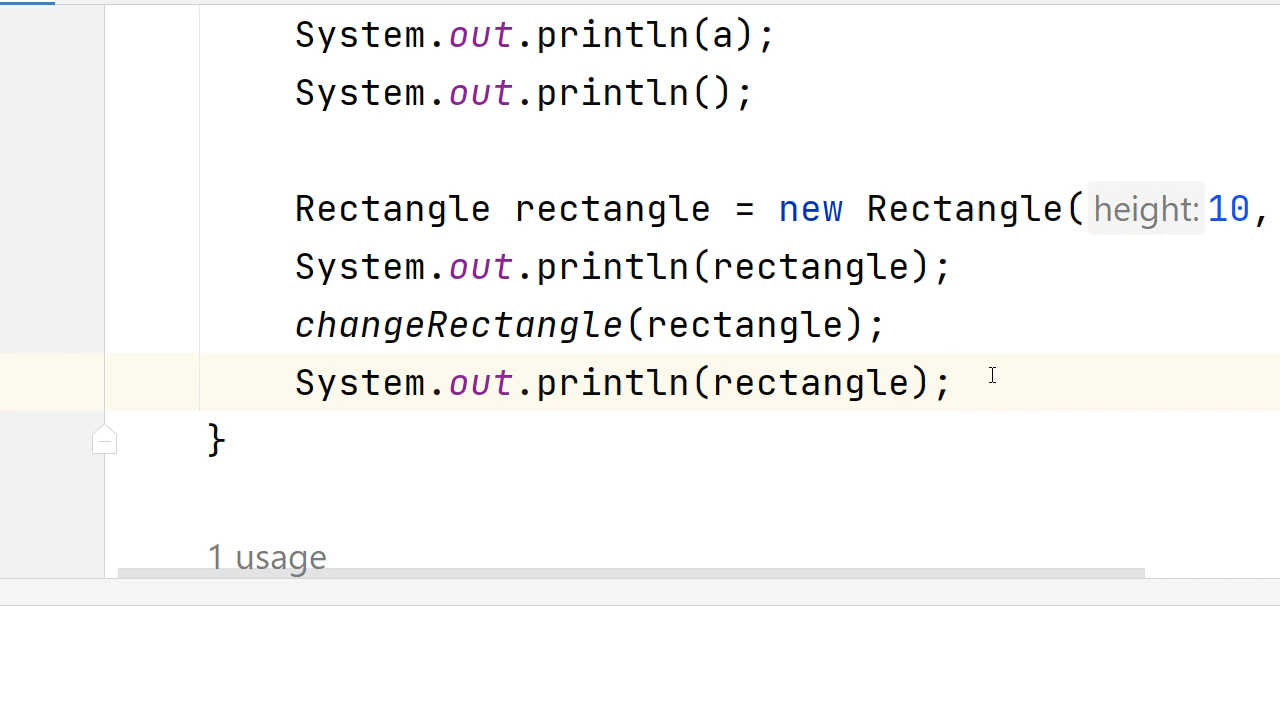 System.out.println(a);
System.out.println();
Rectangle rectangle = new Rectangle( height: 10,
System.out.println(rectangle);
changeRectangle(rectangle);
System.out.println(rectangle);
}
1 usage